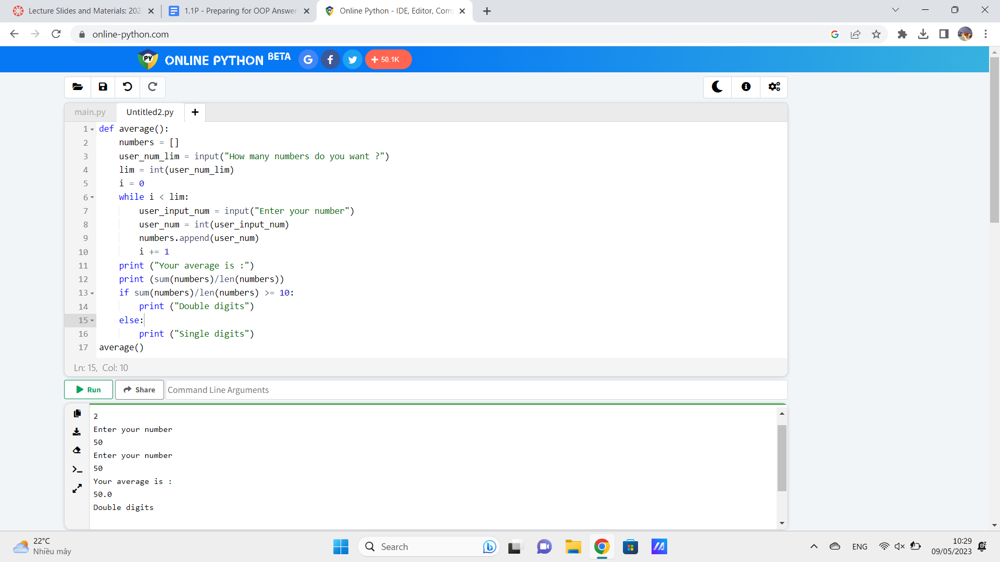 Lecture Slides and Materials: 202
1.1P - Preparing for OOP Answer
Online Python - IDE, Editor, Com
online-python.com
PY ONLINE PYTHON BETA
50.1K
main.py
Untitled2.py
1 def average():
2 numbers = []
3 user_num_lim = input("How many numbers do you want ?")
4 lim = int(user_num_lim)
5 i = 0
6 while i < lim:
7 user_input_num = input("Enter your number")
8 user_num = int(user_input_num)
9 numbers.append(user_num)
10 i += 1
11 print ("Your average is :")
12 print (sum(numbers)/len(numbers))
13 if sum(numbers)/len(numbers) >= 10:
14 print ("Double digits")
15 else:
16 print ("Single digits")
17 average()
Ln: 15, Col: 10
Run
Share
Command Line Arguments
2
Enter your number
50
Enter your number
50
Your average is :
50.0
Double digits
22°C
Nhiều mây
Search
ENG
10:29
09/05/2023